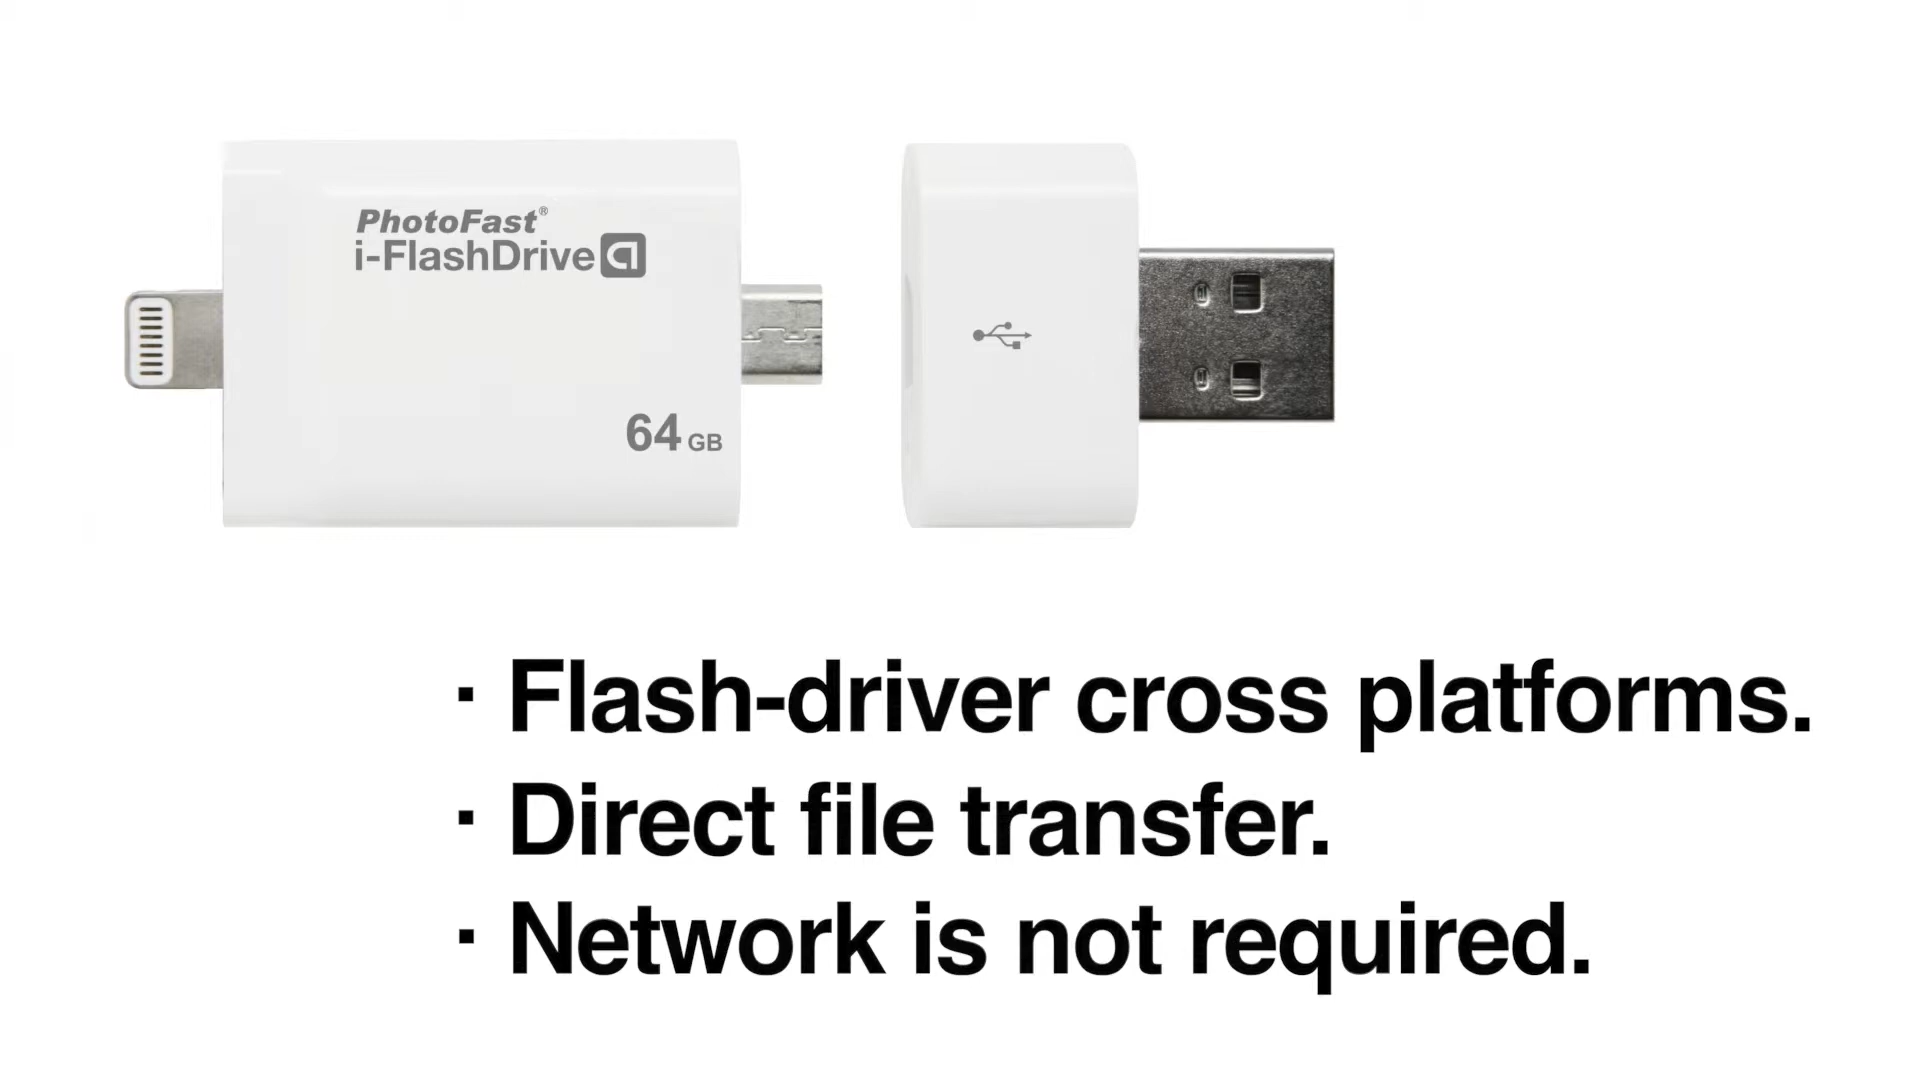 PhotoFast®
i-FlashDrive
64 GB
· Flash-driver cross platforms.
· Direct file transfer.
· Network is not required.